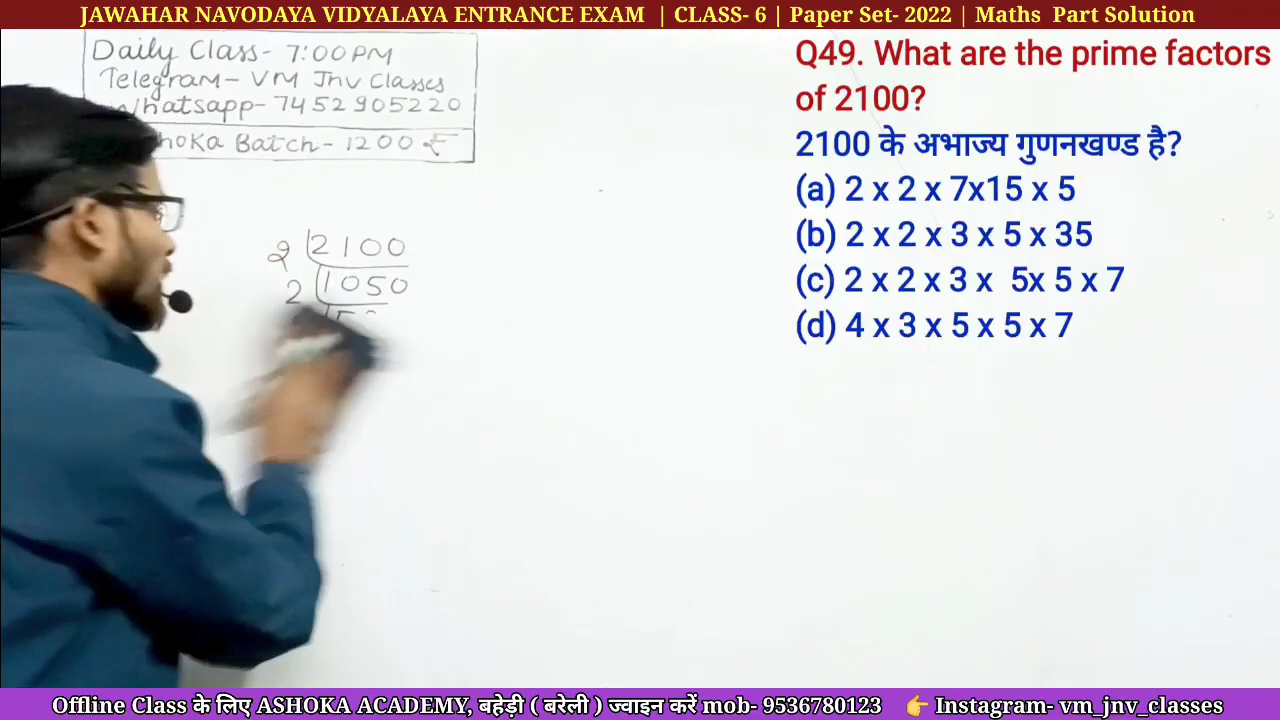 JAWAHAR NAVODAYA VIDYALAYA ENTRANCE EXAM | CLASS- 6 | Paper Set- 2022 | Maths Part Solution
Daily Class- 7:00PM
Telegram- VM Jnv Classes
Whatsapp- 7452905220
Batch- 1200 ₹
Q49. What are the prime factors
of 2100?
2100 के अभाज्य गुणनखण्ड है?
(a) 2 x 2 x 7x15 x 5
(b) 2 x 2 x 3 x 5 x 35
(c) 2 x 2 x 3 x 5x 5 x 7
(d) 4 x 3 x 5 x 5 x 7
2 2100
2 1050
Offline Class के लिए ASHOKA ACADEMY, बहेड़ी ( बरेली ) ज्वाइन करें mob- 9536780123 👉 Instagram- vm_jnv_classes